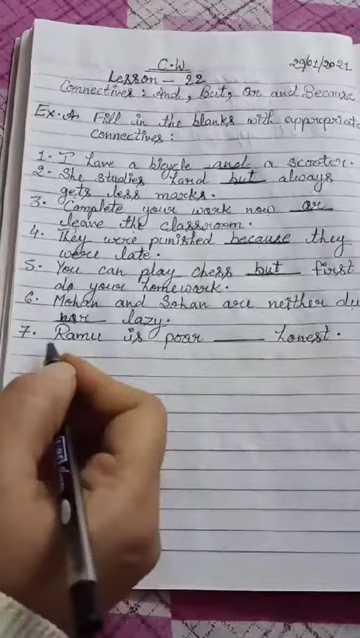 C.W
29/01/2021
Lesson - 22
Connectives: And, But, or and Because
Ex. A Fill in the blanks with appropriate
connectives:
1. I have a bicycle and a scooter.
2. She studies hard but always
gets less marks.
3. Complete your work now or
leave the classroom.
4. They were punished because they
were late.
5. You can play chess but first
do your homework.
6. Mohan and Sohan are neither du
nor lazy.
7. Ramu is poor ____ honest.